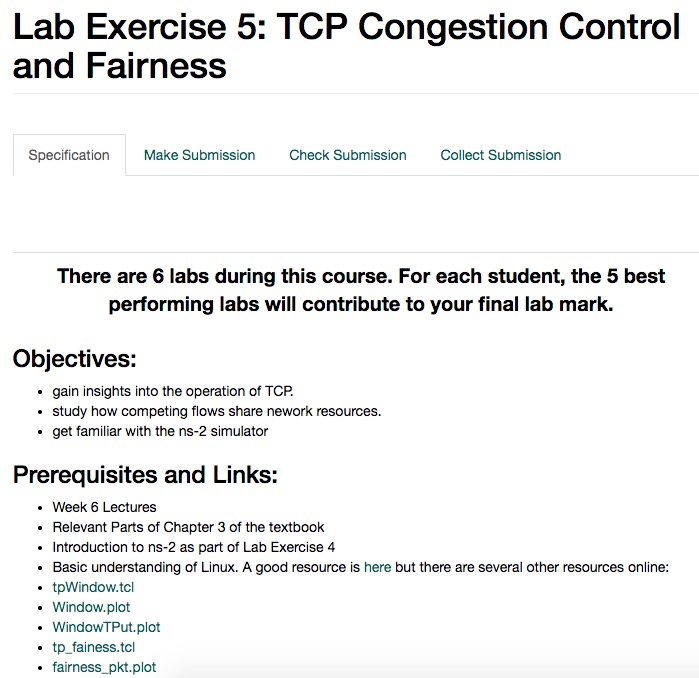 Lab Exercise 5: TCP Congestion Control
and Fairness
Specification
Make Submission
Check Submission
Collect Submission
There are 6 labs during this course. For each student, the 5 best
performing labs will contribute to your final lab mark.
Objectives:
• gain insights into the operation of TCP.
• study how competing flows share nework resources.
• get familiar with the ns-2 simulator
Prerequisites and Links:
• Week 6 Lectures
• Relevant Parts of Chapter 3 of the textbook
• Introduction to ns-2 as part of Lab Exercise 4
• Basic understanding of Linux. A good resource is here but there are several other resources online:
• tpWindow.tcl
• Window.plot
• WindowTPut.plot
• tp_fainess.tcl
• fairness_pkt.plot